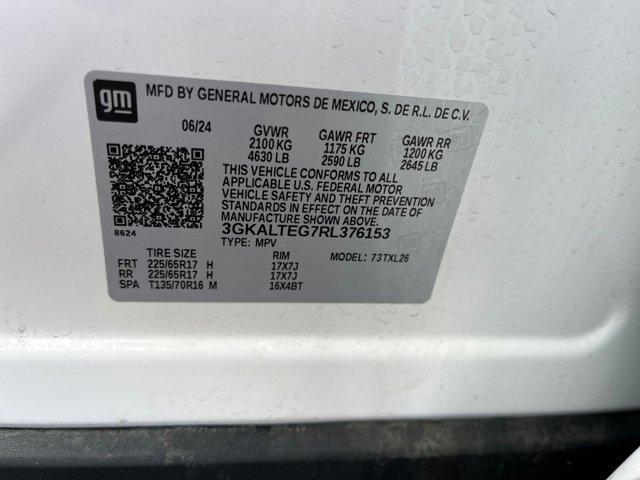 gm
MFD BY GENERAL MOTORS DE MEXICO, S. DE R.L. DE C.V.
06/24 GVWR GAWR FRT GAWR RR
2100 KG 1175 KG 1200 KG
4630 LB 2590 LB 2645 LB
THIS VEHICLE CONFORMS TO ALL
APPLICABLE U.S. FEDERAL MOTOR
VEHICLE SAFETY AND THEFT PREVENTION
STANDARDS IN EFFECT ON THE DATE OF
MANUFACTURE SHOWN ABOVE.
8624 3GKALTEG7RL376153
TYPE: MPV
TIRE SIZE RIM MODEL: 73TXL26
FRT 225/65R17 H 17X7J
RR 225/65R17 H 17X7J
SPA T135/70R16 M 16X4BT